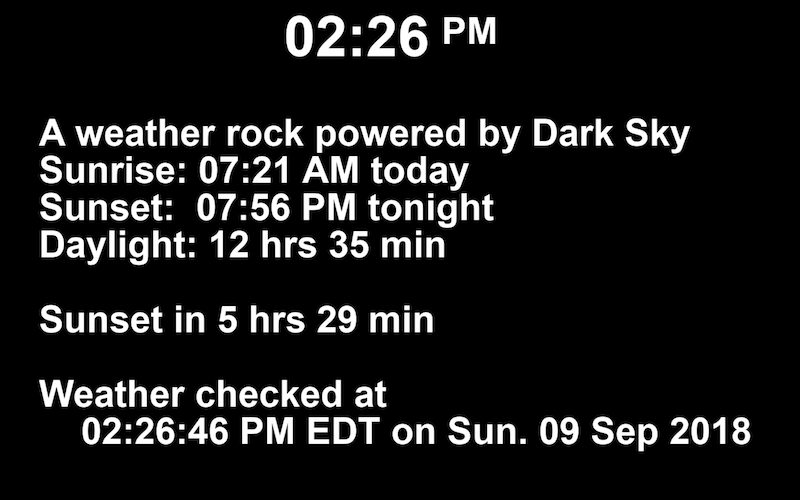 02:26 PM
A weather rock powered by Dark Sky
Sunrise: 07:21 AM today
Sunset: 07:56 PM tonight
Daylight: 12 hrs 35 min
Sunset in 5 hrs 29 min
Weather checked at
02:26:46 PM EDT on Sun. 09 Sep 2018